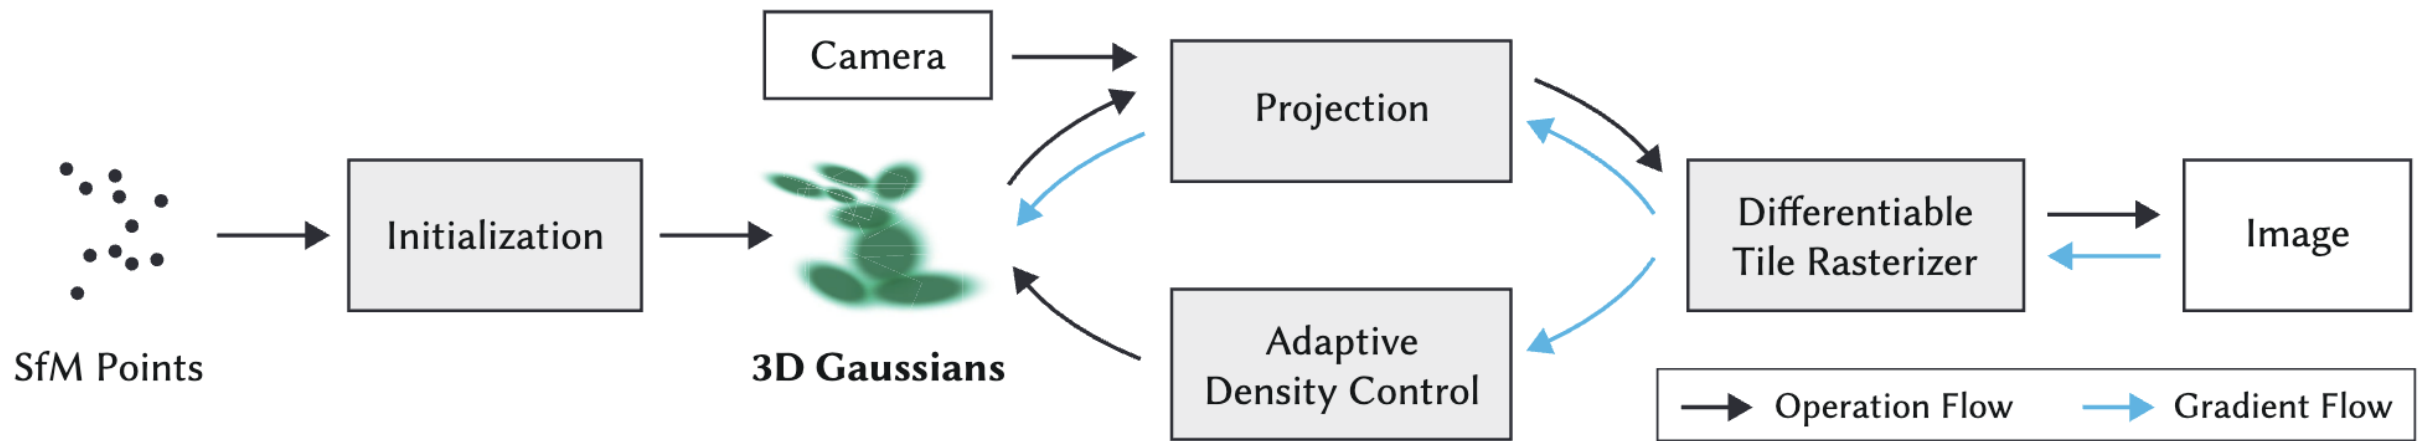 SfM Points
Initialization
Camera
3D Gaussians
Projection
Adaptive
Density Control
Differentiable
Tile Rasterizer
Image
Operation Flow
Gradient Flow